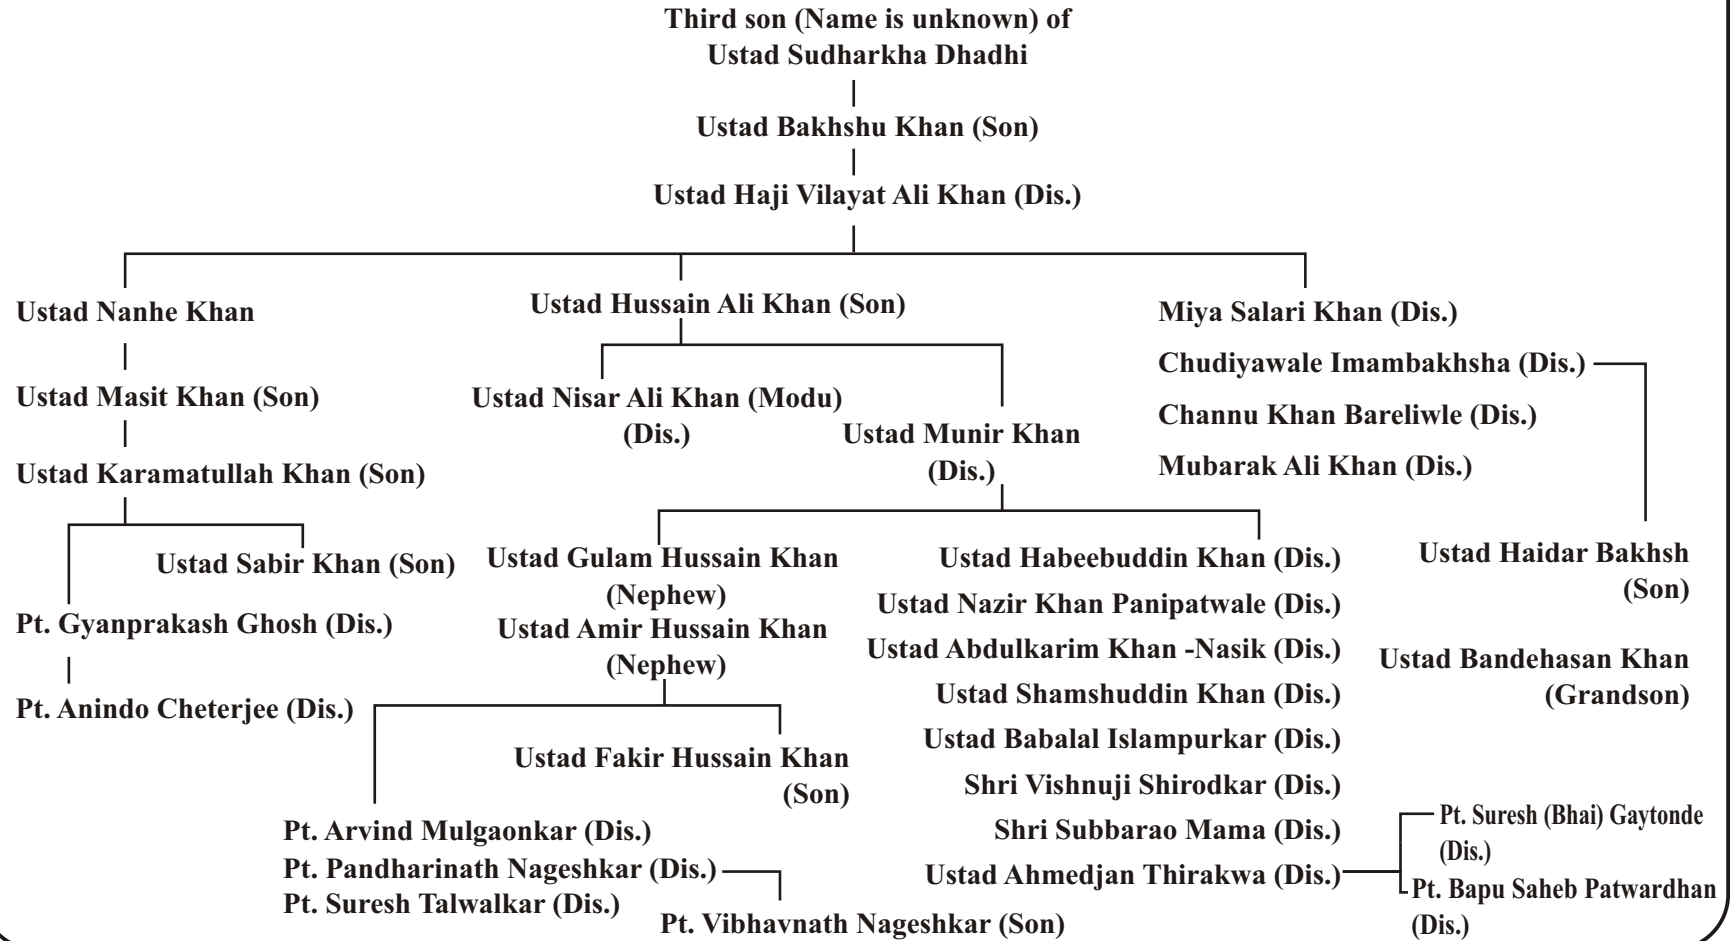 Third son (Name is unknown) of
Ustad Sudharkha Dhadhi
Ustad Bakhshu Khan (Son)
Ustad Haji Vilayat Ali Khan (Dis.)
Ustad Nanhe Khan
Ustad Masit Khan (Son)
Ustad Karamatullah Khan (Son)
Ustad Sabir Khan (Son)
Pt. Gyanprakash Ghosh (Dis.)
Pt. Anindo Cheterjee (Dis.)
Ustad Hussain Ali Khan (Son)
Ustad Nisar Ali Khan (Modu)
(Dis.)
Ustad Munir Khan
(Dis.)
Ustad Gulam Hussain Khan
(Nephew)
Ustad Amir Hussain Khan
(Nephew)
Ustad Fakir Hussain Khan
(Son)
Pt. Arvind Mulgaonkar (Dis.)
Pt. Pandharinath Nageshkar (Dis.)
Pt. Suresh Talwalkar (Dis.)
Pt. Vibhavnath Nageshkar (Son)
Ustad Habeebuddin Khan (Dis.)
Ustad Nazir Khan Panipatwale (Dis.)
Ustad Abdulkarim Khan -Nasik (Dis.)
Ustad Shamshuddin Khan (Dis.)
Ustad Babalal Islampurkar (Dis.)
Shri Vishnuji Shirodkar (Dis.)
Shri Subbarao Mama (Dis.)
Ustad Ahmedjan Thirakwa (Dis.)
Pt. Suresh (Bhai) Gaytonde
(Dis.)
Pt. Bapu Saheb Patwardhan
(Dis.)
Miya Salari Khan (Dis.)
Chudiyawale Imambakhsha (Dis.)
Channu Khan Bareliwle (Dis.)
Mubarak Ali Khan (Dis.)
Ustad Haidar Bakhsh
(Son)
Ustad Bandehasan Khan
(Grandson)